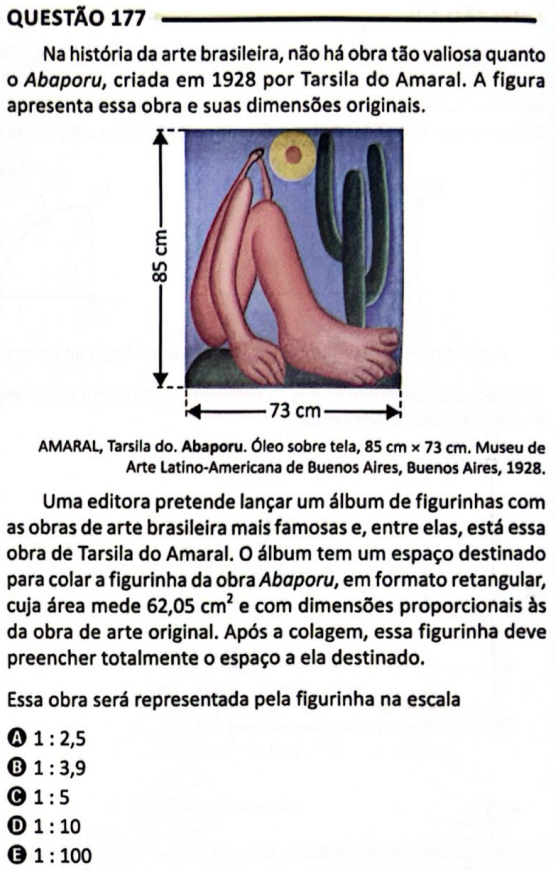 QUESTÃO 177
Na história da arte brasileira, não há obra tão valiosa quanto
o Abaporu, criada em 1928 por Tarsila do Amaral. A figura
apresenta essa obra e suas dimensões originais.
85 cm
73 cm
AMARAL, Tarsila do. Abaporu. Óleo sobre tela, 85 cm × 73 cm. Museu de
Arte Latino-Americana de Buenos Aires, Buenos Aires, 1928.
Uma editora pretende lançar um álbum de figurinhas com
as obras de arte brasileira mais famosas e, entre elas, está essa
obra de Tarsila do Amaral. O álbum tem um espaço destinado
para colar a figurinha da obra Abaporu, em formato retangular,
cuja área mede 62,05 cm² e com dimensões proporcionais às
da obra de arte original. Após a colagem, essa figurinha deve
preencher totalmente o espaço a ela destinado.
Essa obra será representada pela figurinha na escala
A 1 : 2,5
B 1 : 3,9
C 1 : 5
D 1 : 10
E 1 : 100